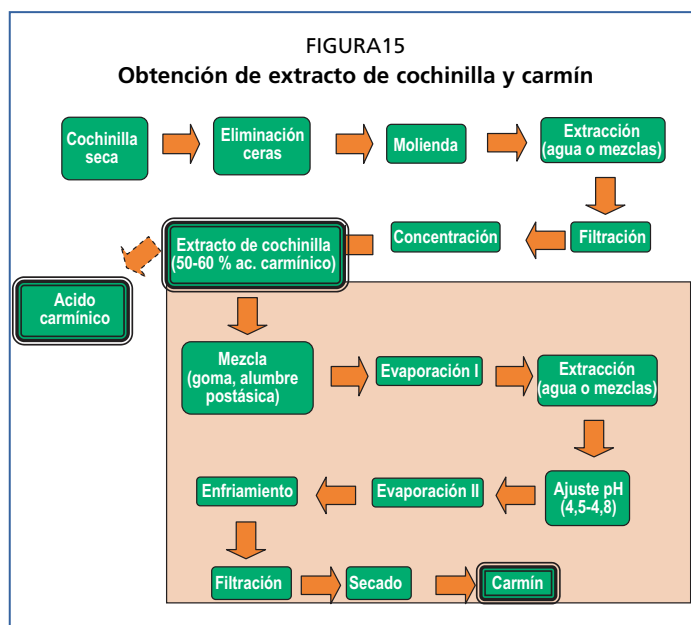 FIGURA15
Obtención de extracto de cochinilla y carmín
Cochinilla
seca
Eliminación
ceras
Molienda
Extracción
(agua o mezclas)
Filtración
Concentración
Extracto de cochinilla
(50-60 % ac. carmínico)
Acido
carmínico
Mezcla
(goma, alumbre
postásica)
Evaporación I
Extracción
(agua o mezclas)
Ajuste pH
(4,5-4,8)
Evaporación II
Enfriamiento
Filtración
Secado
Carmín